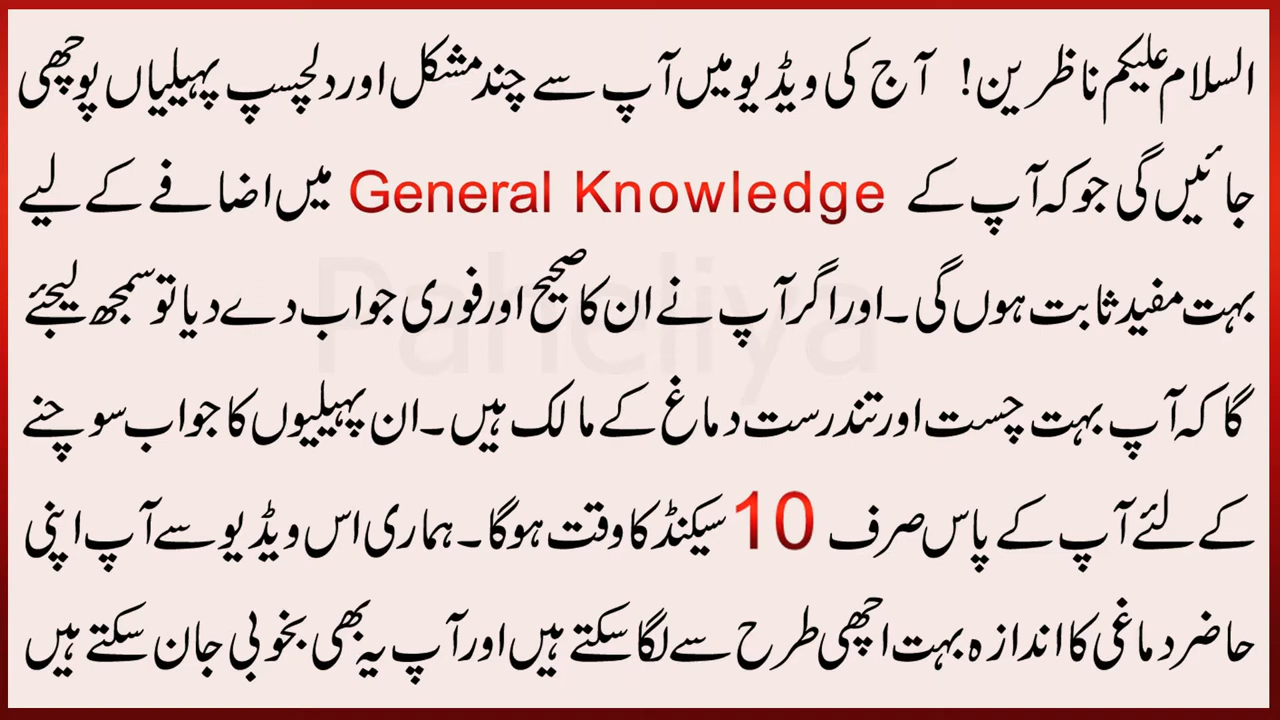 السلام علیکم ناظرین! آج کی ویڈیو میں آپ سے چند مشکل اور دلچسپ پہیلیاں پوچھی
جائیں گی جو کہ آپ کے General Knowledge میں اضافے کے لیے
بہت مفید ثابت ہوں گی۔ اور اگر آپ نے ان کا صحیح اور فوری جواب دے دیا تو سمجھ لیجئے
گا کہ آپ بہت چست اور تندرست دماغ کے مالک ہیں۔ ان پہیلیوں کا جواب سوچنے
کے لئے آپ کے پاس صرف 10 سیکنڈ کا وقت ہوگا۔ ہماری اس ویڈیو سے آپ اپنی
حاضر دماغی کا اندازہ بہت اچھی طرح سے لگا سکتے ہیں اور آپ یہ بھی بخوبی جان سکتے ہیں
Paheliya